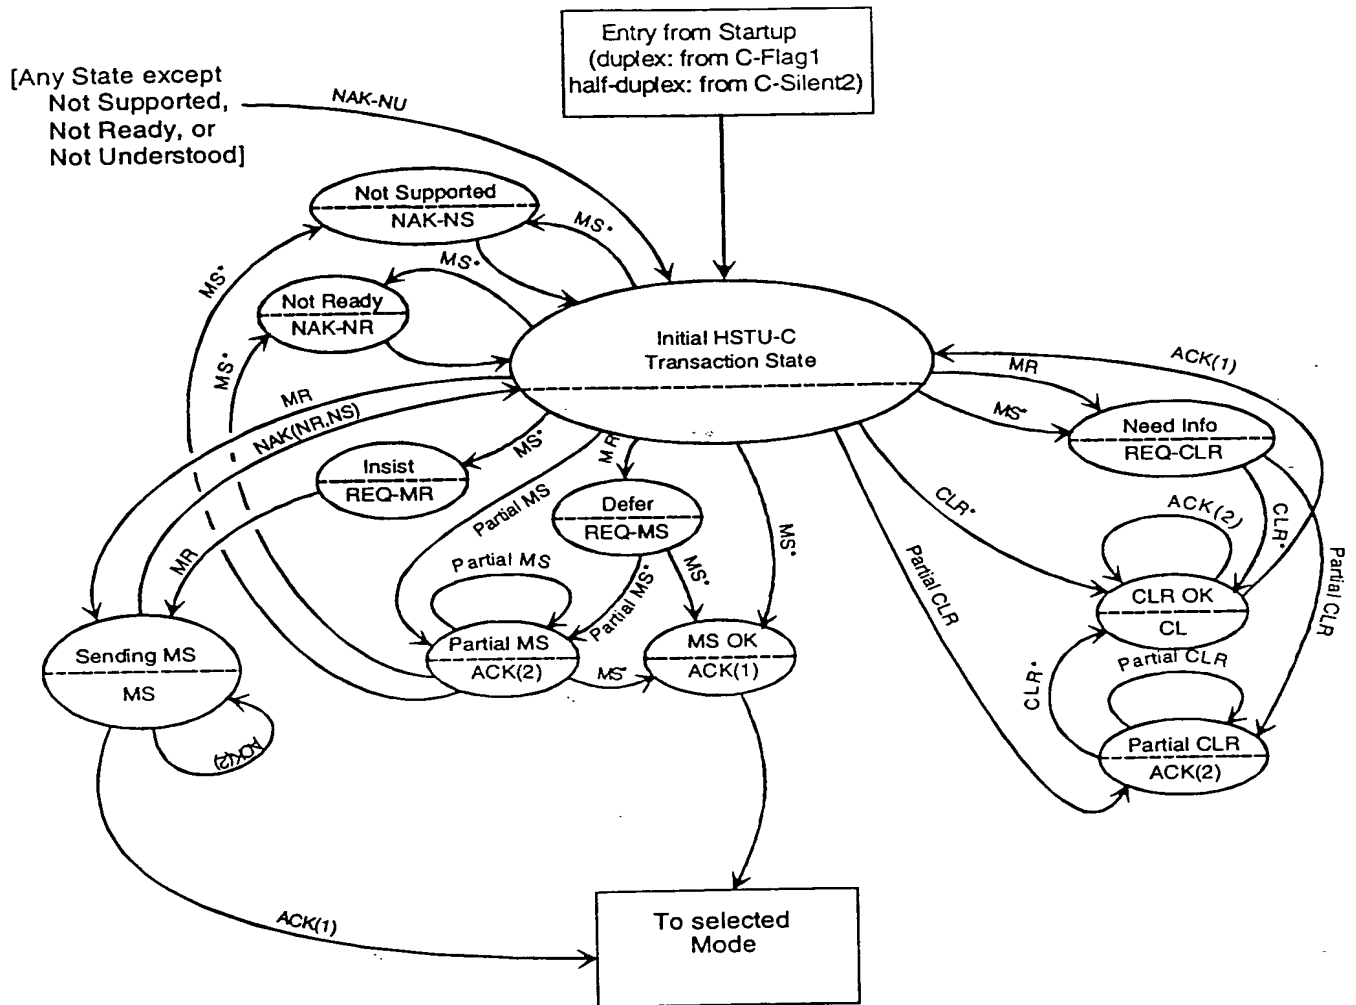 Entry from Startup
(duplex: from C-Flag1
half-duplex: from C-Silent2)
[Any State except
Not Supported,
Not Ready, or
Not Understood]
NAK-NU
Not Supported
NAK-NS
MS*
MS*
MS*
Not Ready
NAK-NR
MS*
Initial HSTU-C
Transaction State
MR
NAK(NR,NS)
MS*
Insist
REQ-MR
MR
Partial MS
MR
Defer
REQ-MS
MS*
Partial MS*
MS*
Partial MS
Partial MS
ACK(2)
MS*
MS OK
ACK(1)
Sending MS
MS
ACK(2)
ACK(1)
To selected
Mode
MR
MS*
ACK(1)
Need Info
REQ-CLR
CLR*
Partial CLR
ACK(2)
CLR*
Partial CLR
CLR OK
CL
Partial CLR
CLR*
Partial CLR
ACK(2)